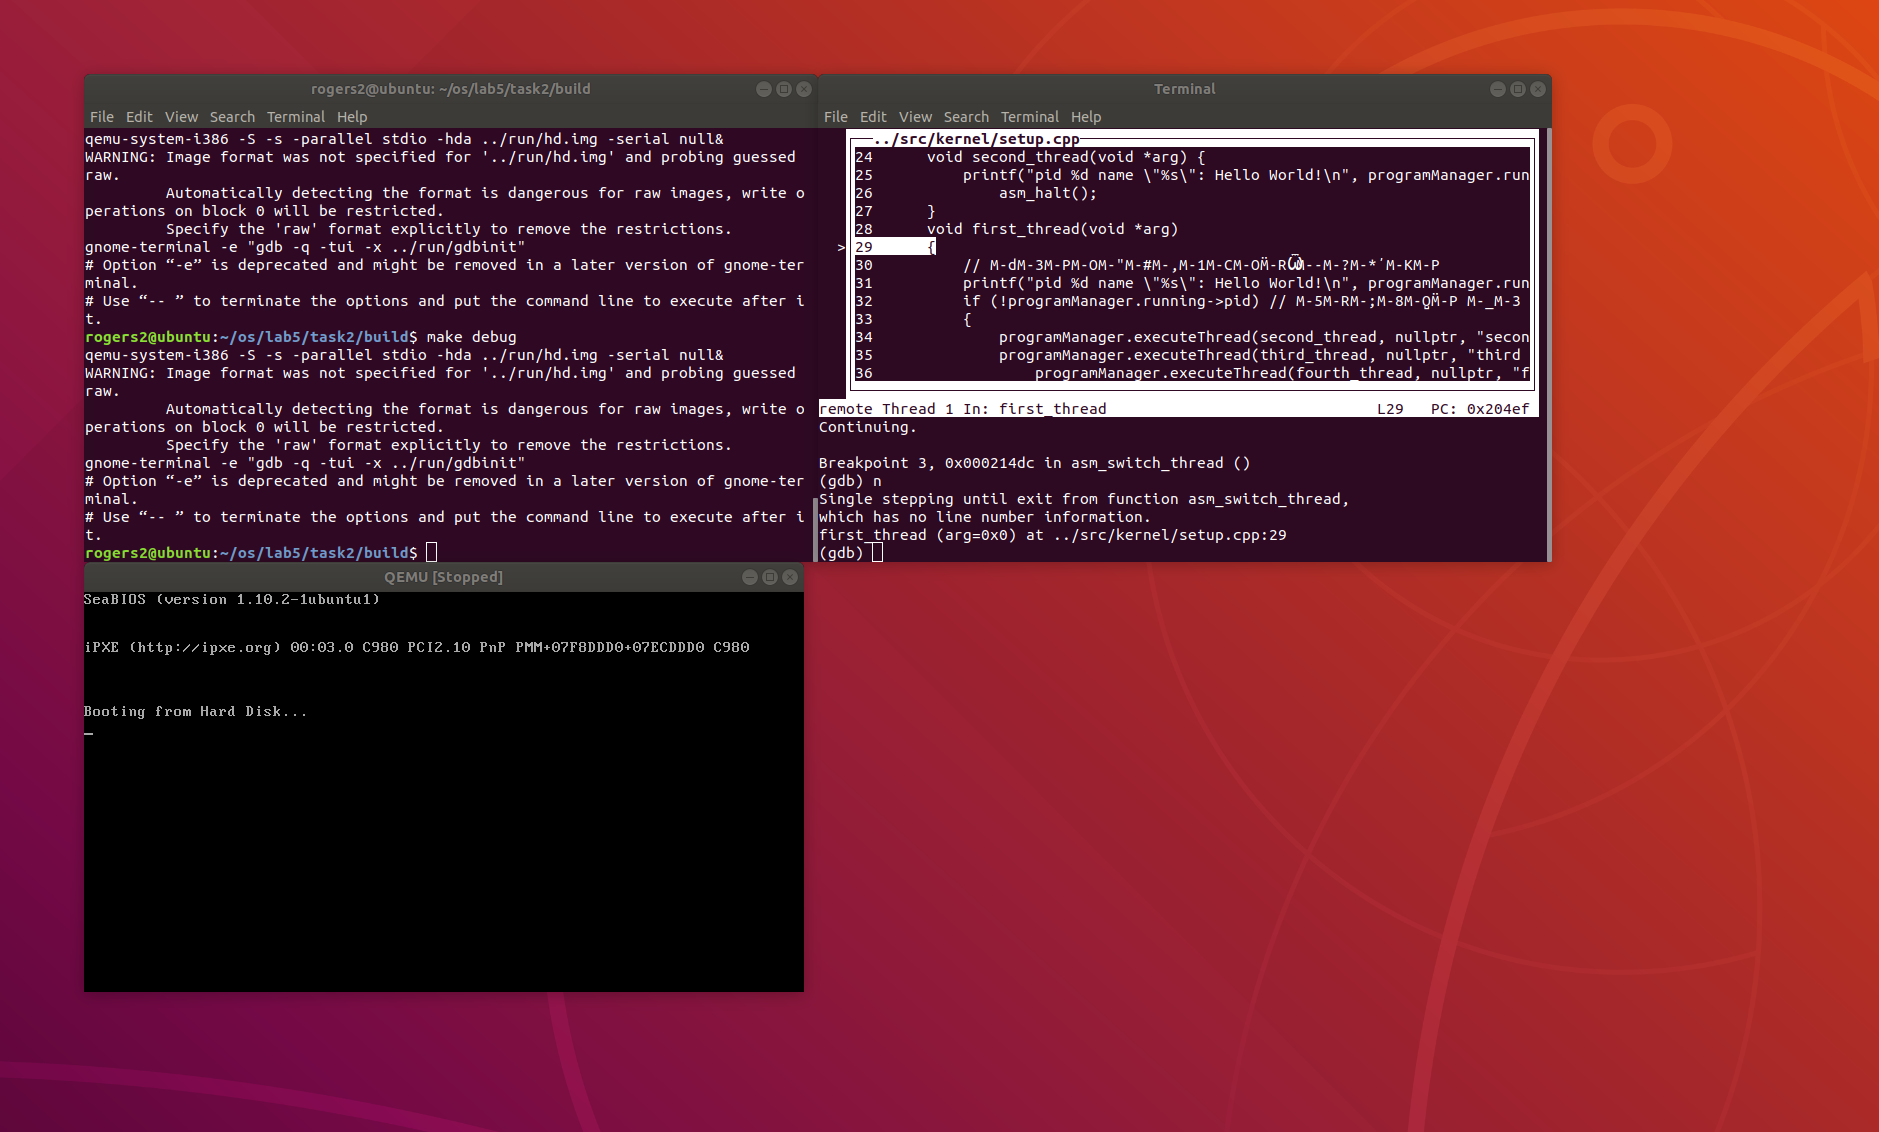 rogers2@ubuntu: ~/os/lab5/task2/build
File Edit View Search Terminal Help
qemu-system-i386 -S -s -parallel stdio -hda ../run/hd.img -serial null&
WARNING: Image format was not specified for '../run/hd.img' and probing guessed
raw.
Automatically detecting the format is dangerous for raw images, write o
perations on block 0 will be restricted.
Specify the 'raw' format explicitly to remove the restrictions.
gnome-terminal -e "gdb -q -tui -x ../run/gdbinit"
# Option “-e” is deprecated and might be removed in a later version of gnome-ter
minal.
# Use “-- ” to terminate the options and put the command line to execute after i
t.
rogers2@ubuntu:~/os/lab5/task2/build$ make debug
qemu-system-i386 -S -s -parallel stdio -hda ../run/hd.img -serial null&
WARNING: Image format was not specified for '../run/hd.img' and probing guessed
raw.
Automatically detecting the format is dangerous for raw images, write o
perations on block 0 will be restricted.
Specify the 'raw' format explicitly to remove the restrictions.
gnome-terminal -e "gdb -q -tui -x ../run/gdbinit"
# Option “-e” is deprecated and might be removed in a later version of gnome-ter
minal.
# Use “-- ” to terminate the options and put the command line to execute after i
t.
rogers2@ubuntu:~/os/lab5/task2/build$
Terminal
File Edit View Search Terminal Help
../src/kernel/setup.cpp
24 void second_thread(void *arg) {
25 printf("pid %d name \"%s\": Hello World!\n", programManager.run
26 asm_halt();
27 }
28 void first_thread(void *arg)
>29 {
30 // M-dM-3M-PM-OM-"M-#M-,M-1M-CM-OM
31 printf("pid %d name \"%s\": Hello World!\n", programManager.run
32 if (!programManager.running->pid) // M-5M-RM-;M-8M-
33 {
34 programManager.executeThread(second_thread, nullptr, "secon
35 programManager.executeThread(third_thread, nullptr, "third
36 programManager.executeThread(fourth_thread, nullptr, "f
remote Thread 1 In: first_thread L29 PC: 0x204ef
Continuing.
Breakpoint 3, 0x000214dc in asm_switch_thread ()
(gdb) n
Single stepping until exit from function asm_switch_thread,
which has no line number information.
first_thread (arg=0x0) at ../src/kernel/setup.cpp:29
(gdb)
QEMU [Stopped]
SeaBIOS (version 1.10.2-1ubuntu1)
iPXE (http://ipxe.org) 00:03.0 C980 PCI2.10 PnP PMM+07F8DDD0+07ECDDD0 C980
Booting from Hard Disk...